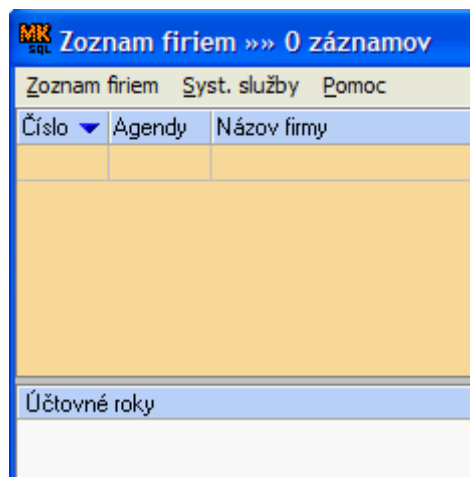 MK
sql Zoznam firiem »» 0 záznamov
Zoznam firiem Syst. služby Pomoc
Číslo Agendy Názov firmy
Účtovné roky